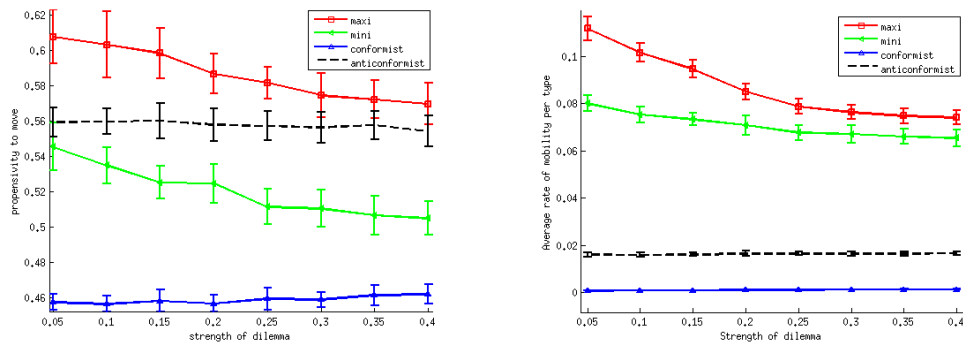 0.62
0.6
0.58
0.56
0.54
0.52
0.5
0.48
0.46
propensivity to move
maxi
mini
conformist
anticonformist
0.05 0.1 0.15 0.2 0.25 0.3 0.35 0.4
strength of dilemma
0.1
0.08
0.06
0.04
0.02
0
Average rate of mobility per type
maxi
mini
conformist
anticonformist
0.05 0.1 0.15 0.2 0.25 0.3 0.35 0.4
Strength of dilemma